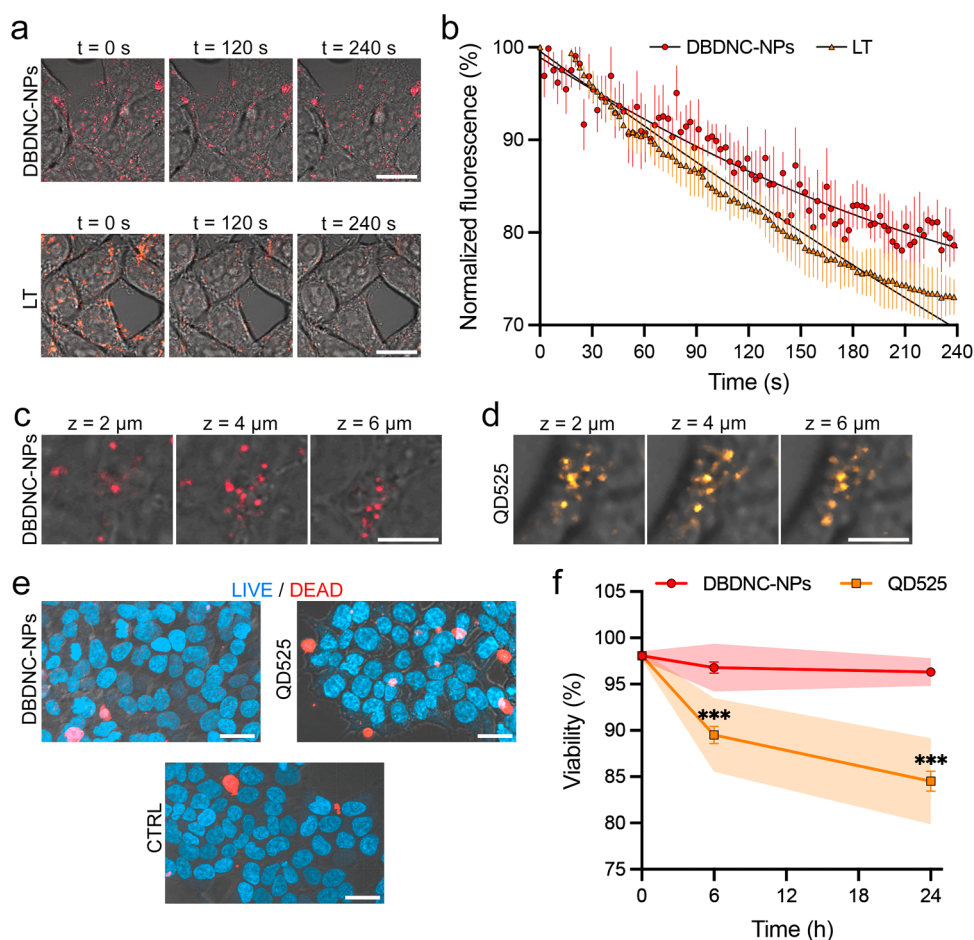 a
t = 0 s t = 120 s t = 240 s
DBDNC-NPs
t = 0 s t = 120 s t = 240 s
LT
b
DBDNC-NPs LT
Normalized fluorescence (%)
100
90
80
70
0 30 60 90 120 150 180 210 240
Time (s)
c
z = 2 µm z = 4 µm z = 6 µm
DBDNC-NPs
d
z = 2 µm z = 4 µm z = 6 µm
QD525
e
LIVE / DEAD
DBDNC-NPs
QD525
CTRL
f
DBDNC-NPs QD525
Viability (%)
100
98
95
90
85
80
75
***
***
0 6 12 18 24
Time (h)